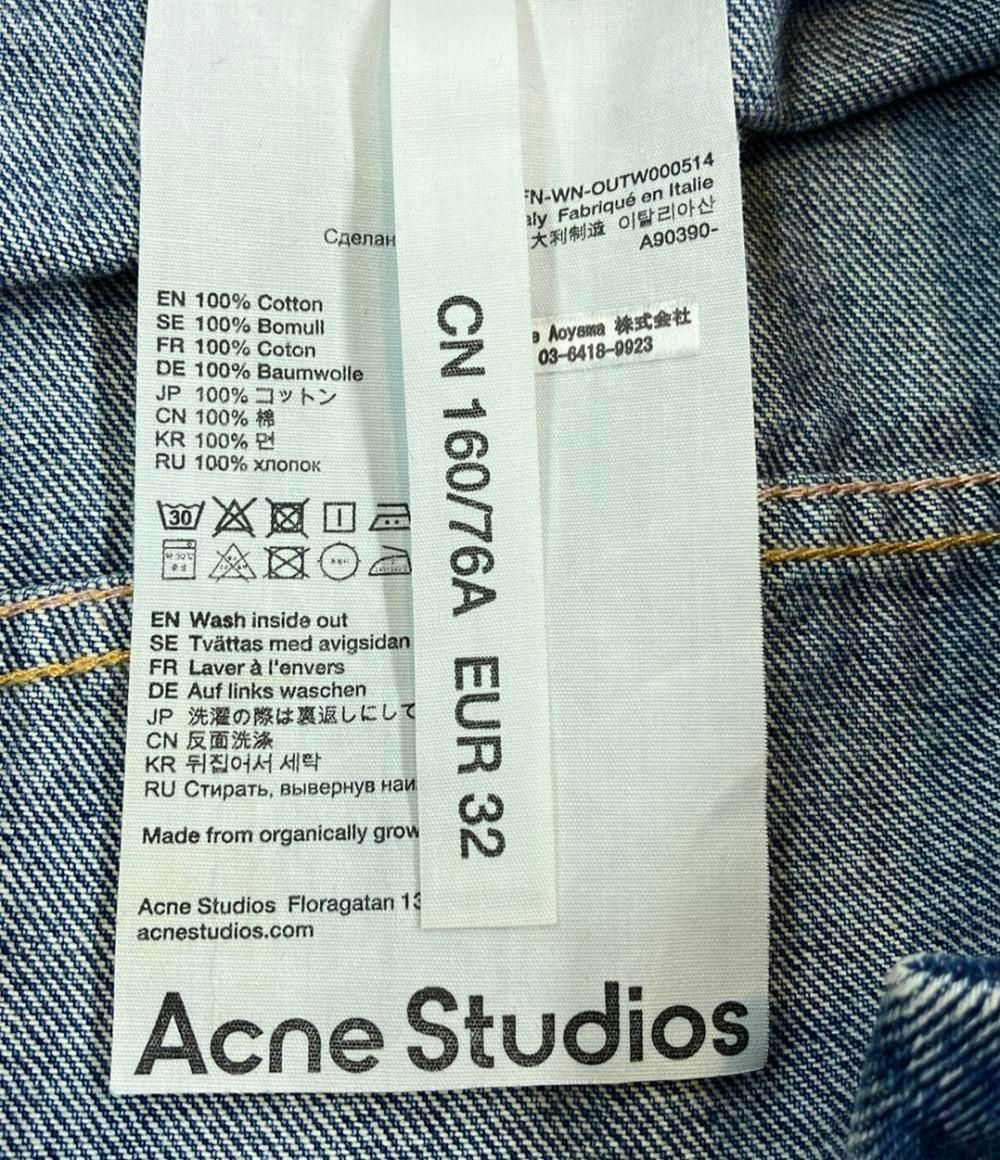 FN-WN-OUTW000514
Fabriqué en Italie
大利制造 이탈리아산
Сделан
A90390-
EN 100% Cotton
SE 100% Bomull
FR 100% Coton
DE 100% Baumwolle
JP 100% コットン
CN 100% 棉
KR 100% 면
RU 100% хлопок
Aoyama 株式会社
03-6418-9923
30
CN 160/76A EUR 32
EN Wash inside out
SE Tvättas med avigsidan
FR Laver à l'envers
DE Auf links waschen
JP 洗濯の際は裏返しにして
CN 反面洗涤
KR 뒤집어서 세탁
RU Стирать, вывернув наи
Made from organically grow
Acne Studios Floragatan 13
acnestudios.com
Acne Studios